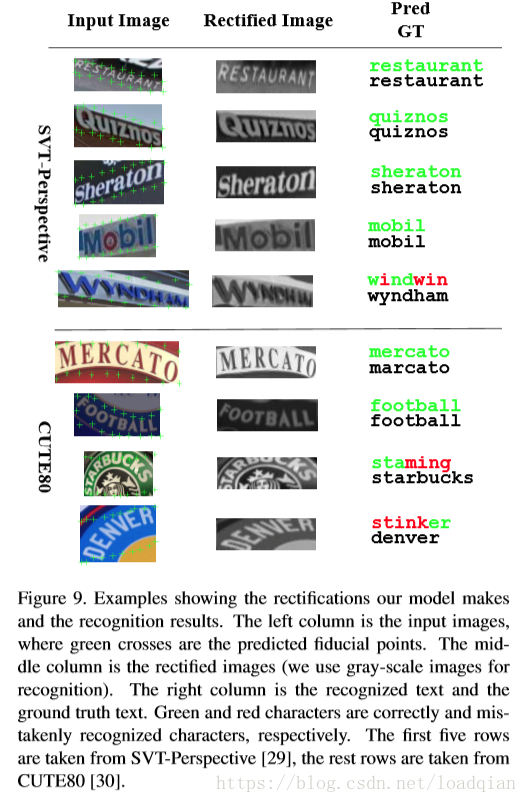 Input Image Rectified Image Pred
GT
SVT-Perspective
RESTAURANT RESTAURANT restaurant
restaurant
QUIZNOS QUIZNOS quiznos
quiznos
Sheraton Sheraton sheraton
sheraton
Mobil Mobil mobil
mobil
WYNDHAM WYNDHAM windwin
wyndham
CUTE80
MERCATO MERCATO mercato
marcato
FOOTBALL FOOTBALL football
football
STARBUCKS STARBUCKS staming
starbucks
DENVER DENVER stinker
denver
Figure 9. Examples showing the rectifications our model makes
and the recognition results. The left column is the input images,
where green crosses are the predicted fiducial points. The mid-
dle column is the rectified images (we use gray-scale images for
recognition). The right column is the recognized text and the
ground truth text. Green and red characters are correctly and mis-
takenly recognized characters, respectively. The first five rows
are taken from SVT-Perspective [29], the rest rows are taken from
CUTE80 [30].
https://blog.csdn.net/loadqian